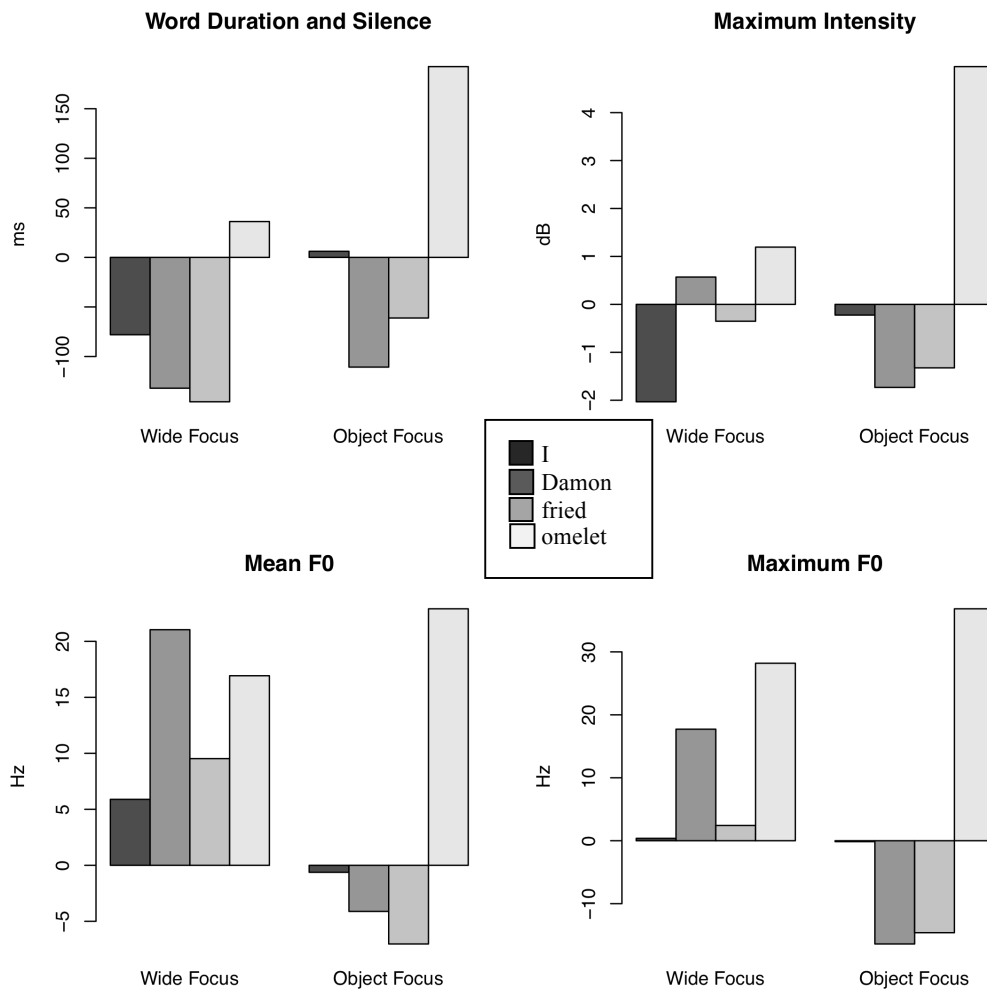 Word Duration and Silence
ms
150
100
50
0
−100
Wide Focus
Object Focus
Maximum Intensity
dB
4
3
2
1
0
−1
−2
Wide Focus
Object Focus
I
Damon
fried
omelet
Mean F0
Hz
20
15
10
5
0
−5
Wide Focus
Object Focus
Maximum F0
Hz
30
20
10
0
−10
Wide Focus
Object Focus